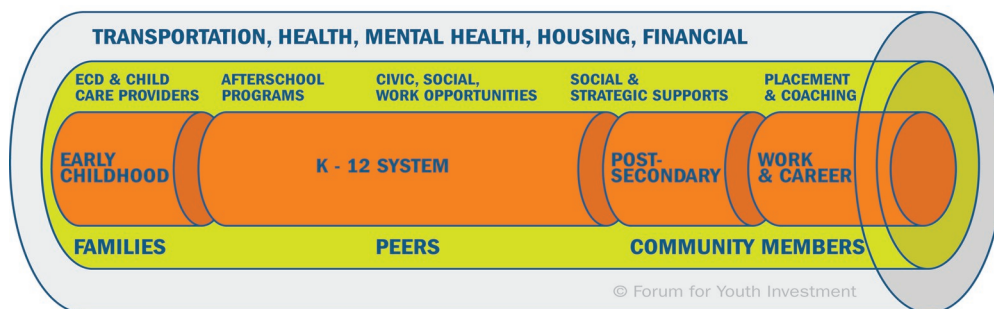 TRANSPORTATION, HEALTH, MENTAL HEALTH, HOUSING, FINANCIAL
ECD & CHILD
CARE PROVIDERS
AFTERSCHOOL
PROGRAMS
CIVIC, SOCIAL,
WORK OPPORTUNITIES
SOCIAL &
STRATEGIC SUPPORTS
PLACEMENT
& COACHING
EARLY
CHILDHOOD
K - 12 SYSTEM
POST-
SECONDARY
WORK
& CAREER
FAMILIES
PEERS
COMMUNITY MEMBERS
© Forum for Youth Investment